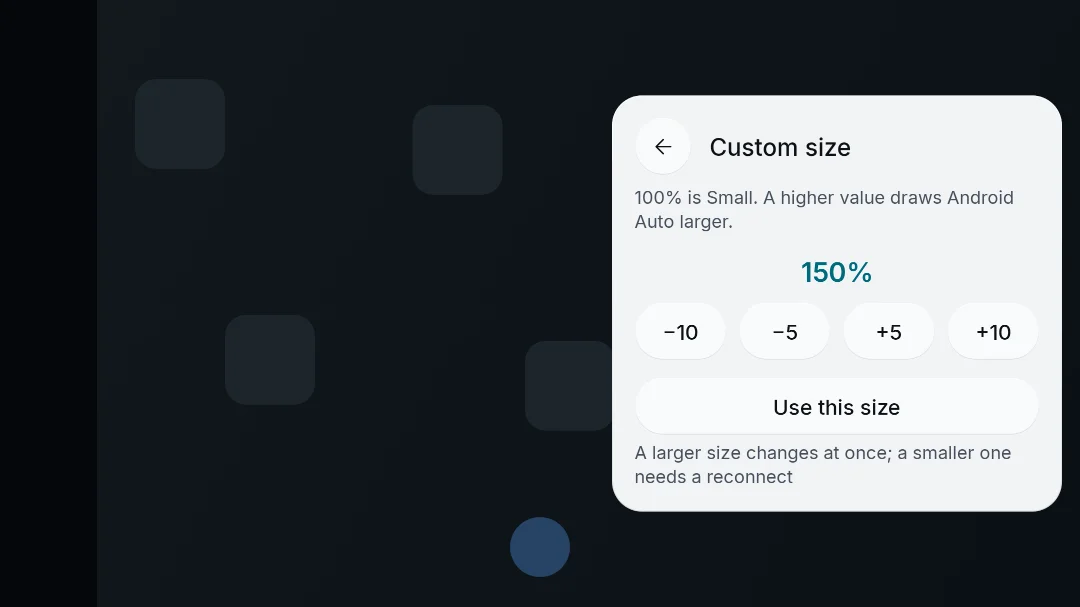 Custom size
100% is Small. A higher value draws Android
Auto larger.
150%
−10
−5
+5
+10
Use this size
A larger size changes at once; a smaller one
needs a reconnect